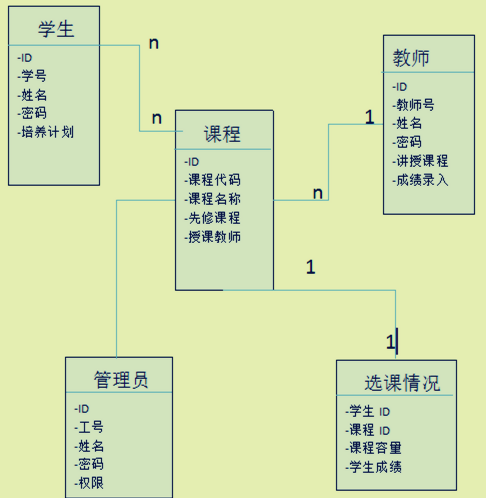 学生
-ID
-学号
-姓名
-密码
-培养计划
n
n
教师
-ID
-教师号
-姓名
-密码
-讲授课程
-成绩录入
1
n
课程
-ID
-课程代码
-课程名称
-先修课程
-授课教师
1
1
管理员
-ID
-工号
-姓名
-密码
-权限
选课情况
-学生 ID
-课程 ID
-课程容量
-学生成绩